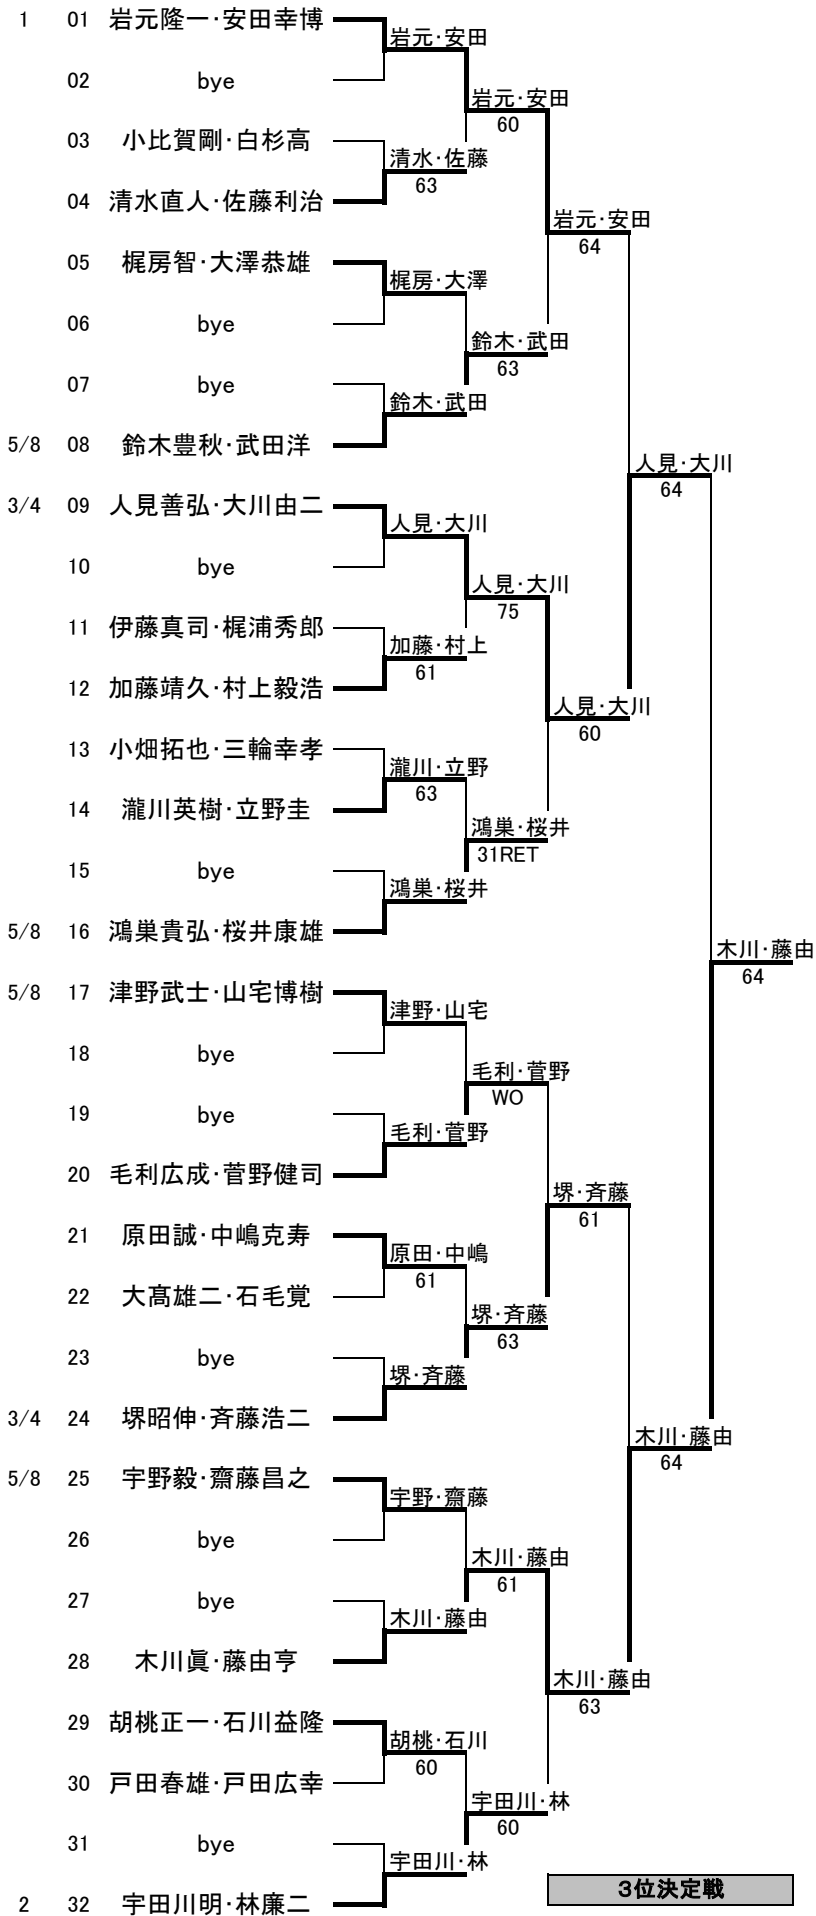 1 01 岩元隆一・安田幸博
岩元・安田
02 bye
岩元・安田
60
03 小比賀剛・白杉高
清水・佐藤
63
04 清水直人・佐藤利治
岩元・安田
64
05 梶房智・大澤恭雄
梶房・大澤
06 bye
鈴木・武田
63
07 bye
鈴木・武田
5/8 08 鈴木豊秋・武田洋
人見・大川
64
3/4 09 人見善弘・大川由二
人見・大川
10 bye
人見・大川
75
11 伊藤真司・梶浦秀郎
加藤・村上
61
12 加藤靖久・村上毅浩
人見・大川
60
13 小畑拓也・三輪幸孝
瀧川・立野
63
14 瀧川英樹・立野圭
鴻巣・桜井
31RET
15 bye
鴻巣・桜井
5/8 16 鴻巣貴弘・桜井康雄
木川・藤由
64
5/8 17 津野武士・山宅博樹
津野・山宅
18 bye
毛利・菅野
WO
19 bye
毛利・菅野
20 毛利広成・菅野健司
堺・斉藤
61
21 原田誠・中嶋克寿
原田・中嶋
61
22 大髙雄二・石毛覚
堺・斉藤
63
23 bye
堺・斉藤
3/4 24 堺昭伸・斉藤浩二
木川・藤由
64
5/8 25 宇野毅・齋藤昌之
宇野・齋藤
26 bye
木川・藤由
61
27 bye
木川・藤由
28 木川眞・藤由亨
木川・藤由
63
29 胡桃正一・石川益隆
胡桃・石川
60
30 戸田春雄・戸田広幸
宇田川・林
60
31 bye
宇田川・林
2 32 宇田川明・林廉二
3位決定戦